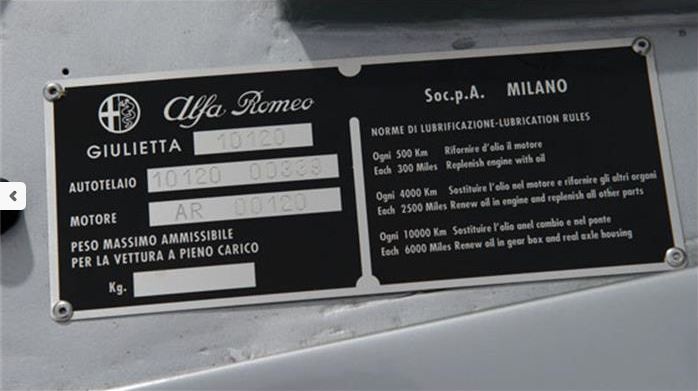 Alfa Romeo
GIULIETTA 10120
AUTOTELAIO 10120
MOTORE AR 00120
PESO MASSIMO AMMISSIBILE
PER LA VETTURA A PIENO CARICO
Kg.
Soc.p.A. MILANO
NORME DI LUBRIFICAZIONE-LUBRICATION RULES
Ogni 500 Km Rifornire d'olio il motore
Each 300 Miles Replenish engine with oil
Ogni 4000 Km Sostituire l'olio nel motore e rifornire gli altri organi
Each 2500 Miles Renew oil in engine and replenish all other parts
Ogni 10000 Km Sostituire l'olio anel cambio e nel ponte
Each 6000 Miles Renew oil in gear box and real axle housing